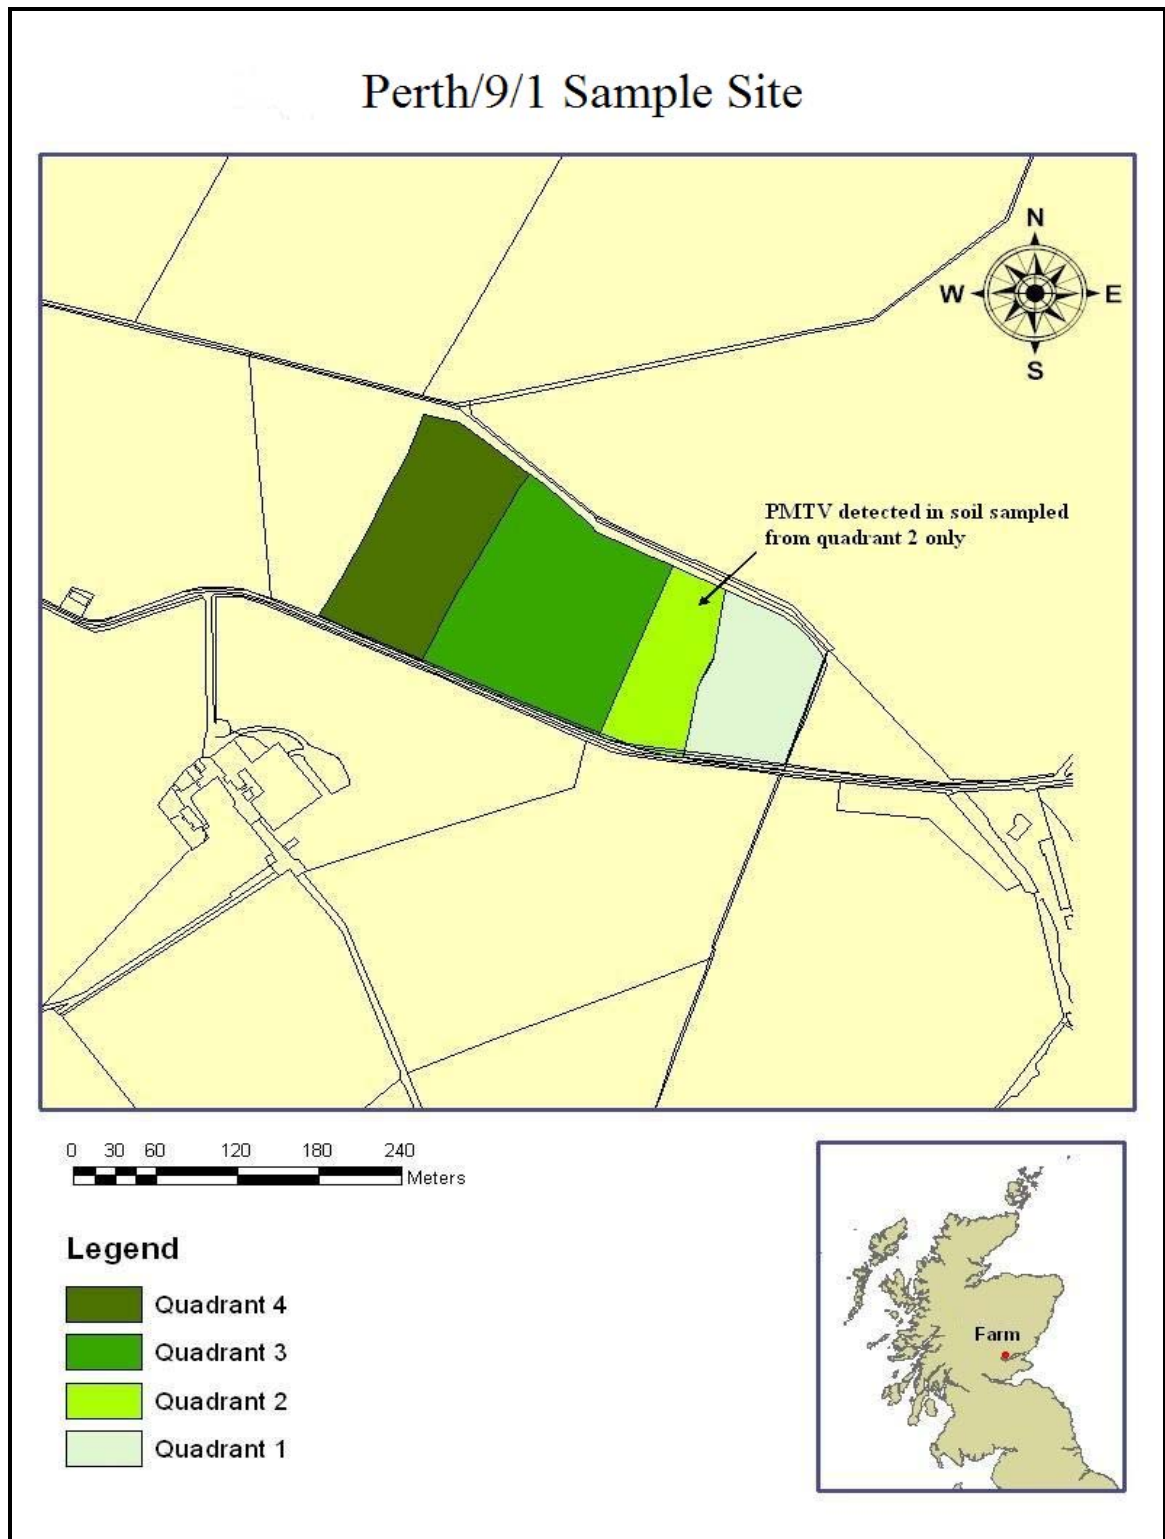 Perth/9/1 Sample Site
N
W E
S
PMTV detected in soil sampled
from quadrant 2 only
0 30 60 120 180 240
Meters
Legend
Quadrant 4
Quadrant 3
Quadrant 2
Quadrant 1
Farm